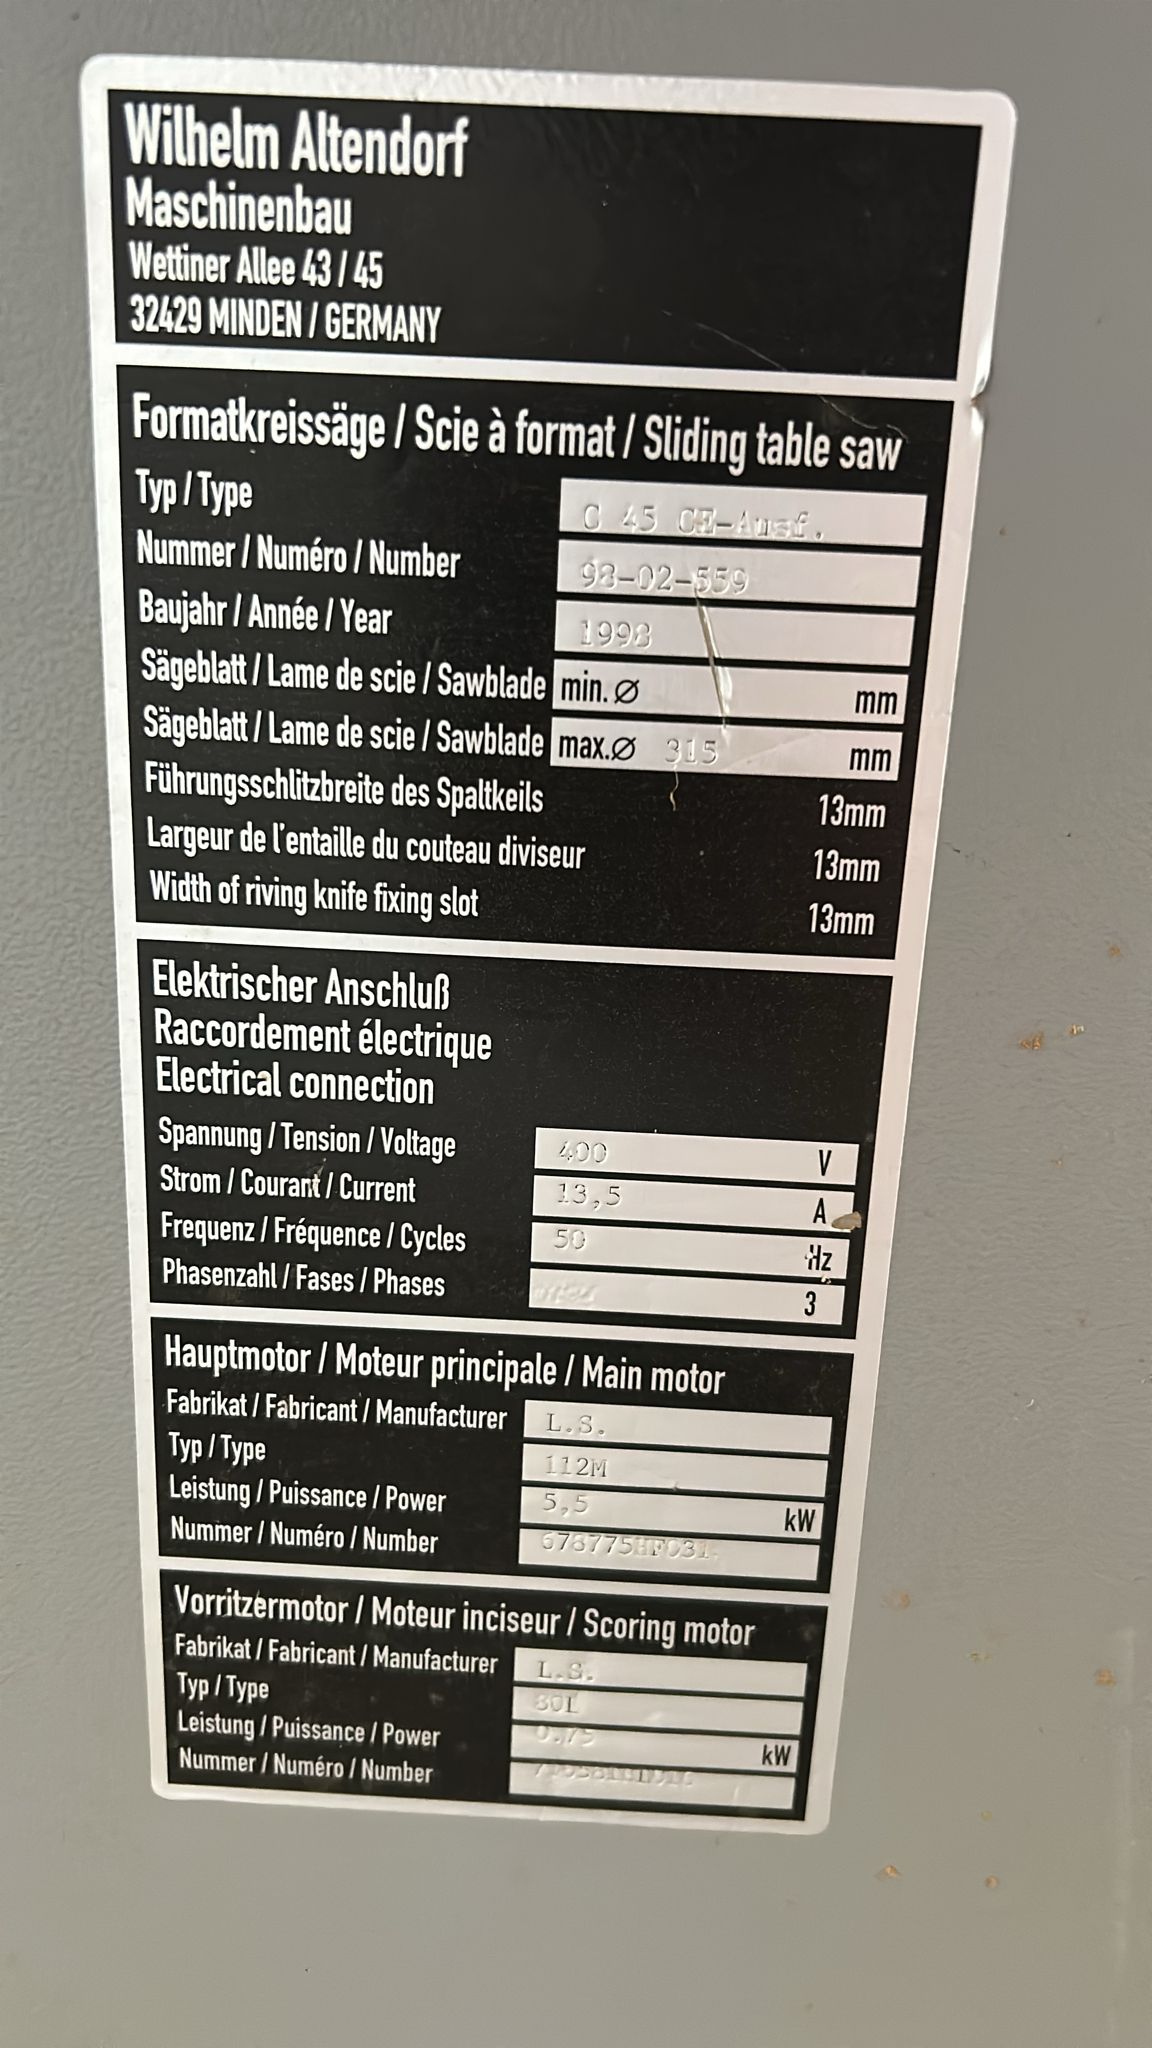 Wilhelm Altendorf
Maschinenbau
Wettiner Allee 43 / 45
32429 MINDEN / GERMANY
Formatkreissäge / Scie à format / Sliding table saw
Typ / Type C 45 CE-Ausf.
Nummer / Numéro / Number 98-02-559
Baujahr / Année / Year 1998
Sägeblatt / Lame de scie / Sawblade min. Ø mm
Sägeblatt / Lame de scie / Sawblade max. Ø 315 mm
Führungsschlitzbreite des Spaltkeils 13mm
Largeur de l'entaille du couteau diviseur 13mm
Width of riving knife fixing slot 13mm
Elektrischer Anschluß
Raccordement électrique
Electrical connection
Spannung / Tension / Voltage 400 V
Strom / Courant / Current 13,5 A
Frequenz / Fréquence / Cycles 50 Hz
Phasenzahl / Fases / Phases 3
Hauptmotor / Moteur principale / Main motor
Fabrikat / Fabricant / Manufacturer L.S.
Typ / Type 112M
Leistung / Puissance / Power 5,5 kW
Nummer / Numéro / Number
Vorritzermotor / Moteur inciseur / Scoring motor
Fabrikat / Fabricant / Manufacturer L.S.
Typ / Type
Leistung / Puissance / Power 0.75 kW
Nummer / Numéro / Number